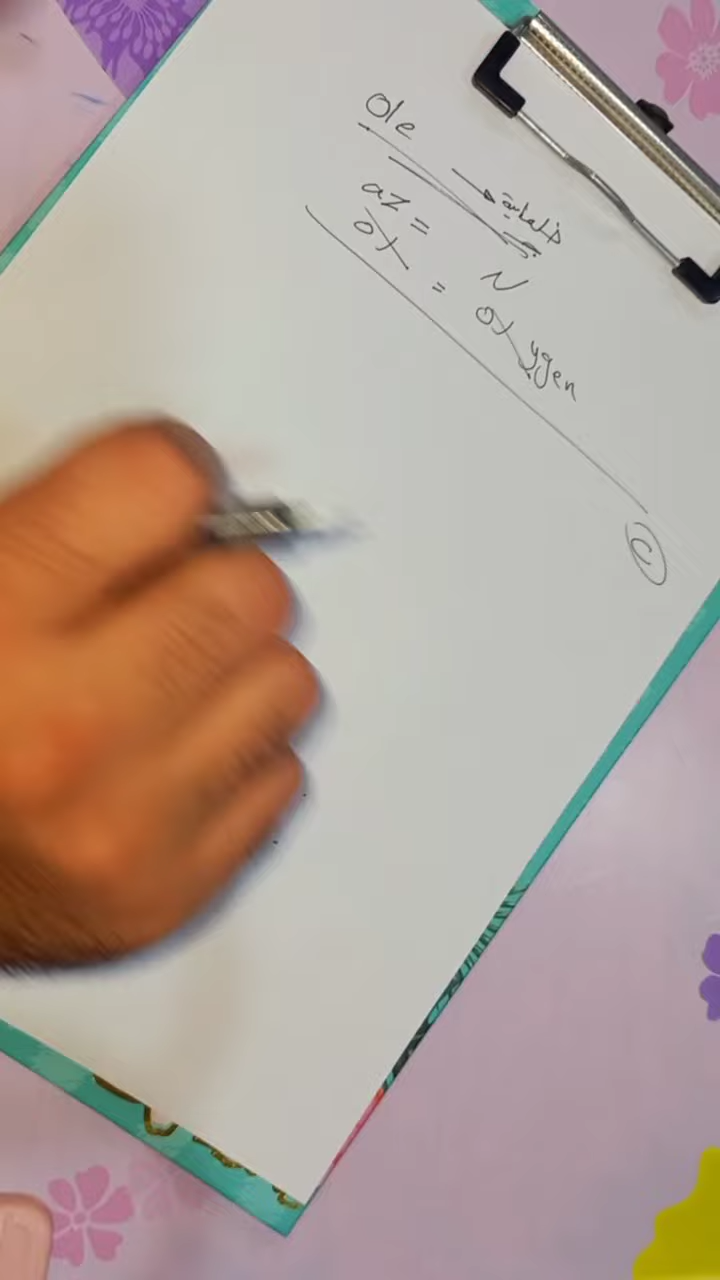 Ole →
az = N
ox = oxygen
C